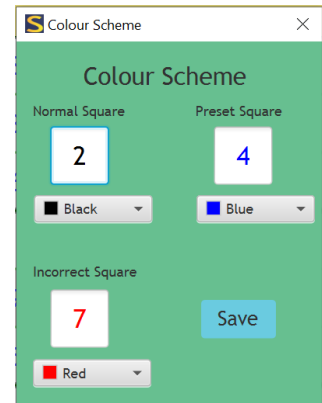 S Colour Scheme
Colour Scheme
Normal Square
Preset Square
2
4
Black
Blue
Incorrect Square
7
Save
Red